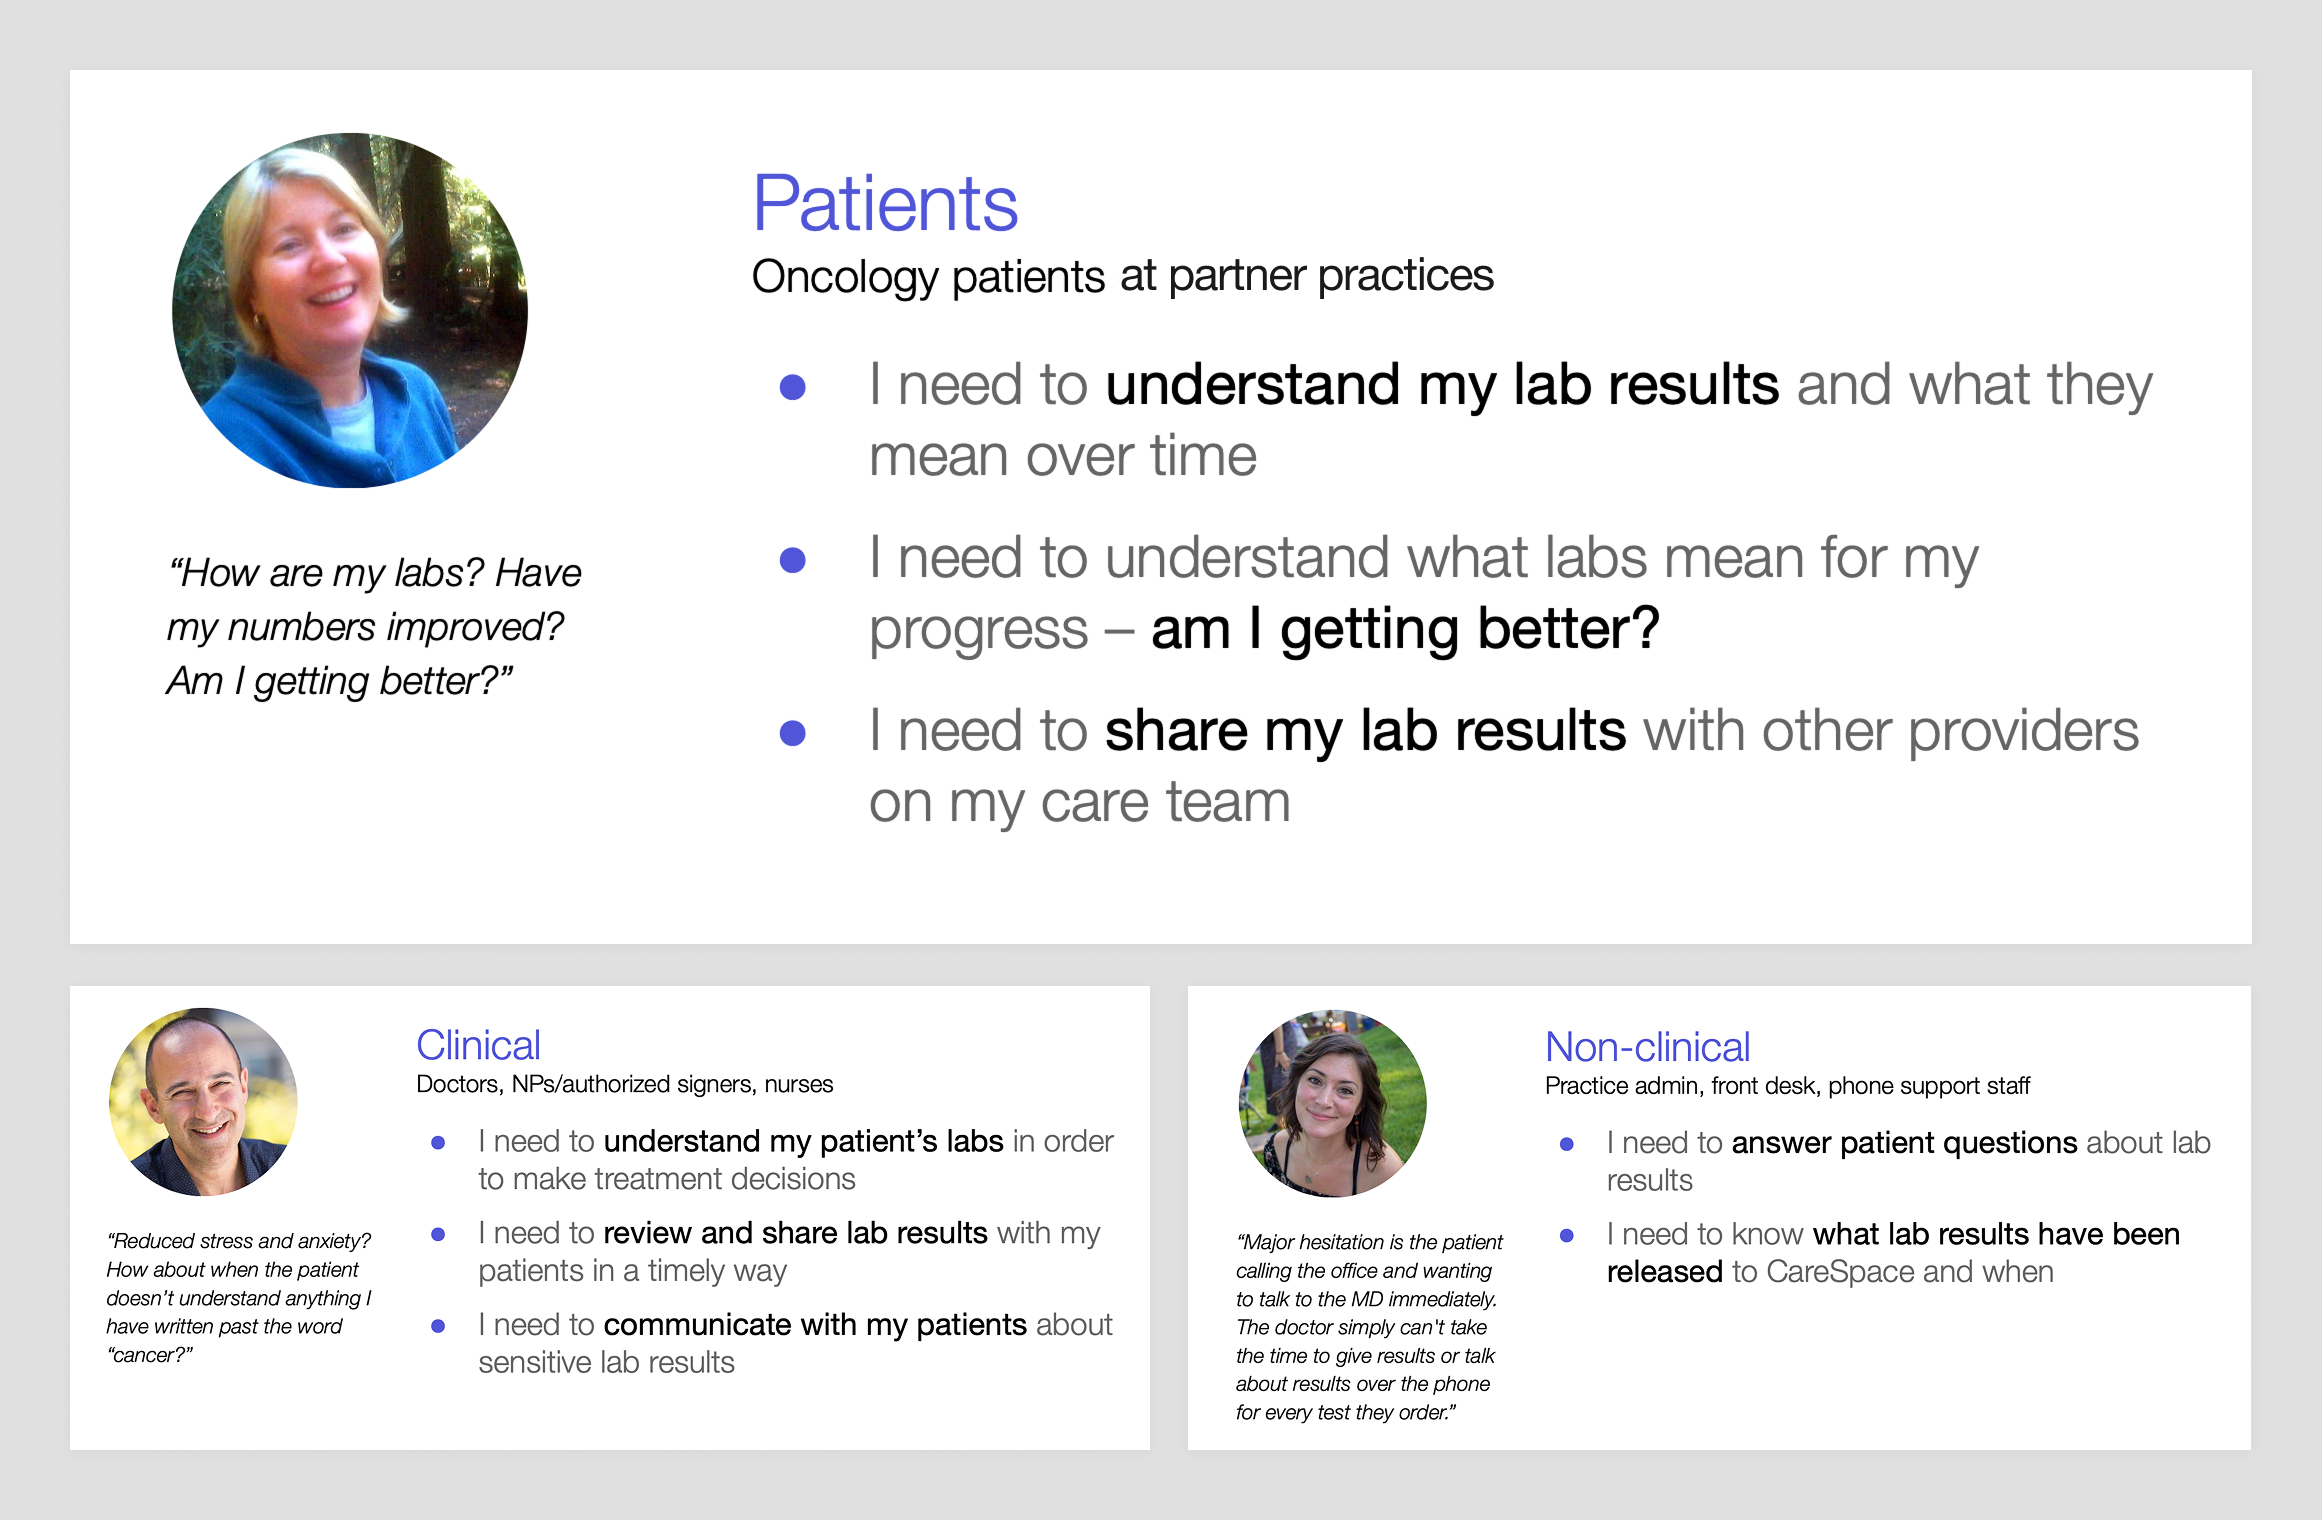 Patients
Oncology patients at partner practices
● I need to understand my lab results and what they
mean over time
● I need to understand what labs mean for my
progress – am I getting better?
● I need to share my lab results with other providers
on my care team
“How are my labs? Have
my numbers improved?
Am I getting better?”
Clinical
Doctors, NPs/authorized signers, nurses
● I need to understand my patient’s labs in order
to make treatment decisions
● I need to review and share lab results with my
patients in a timely way
● I need to communicate with my patients about
sensitive lab results
“Reduced stress and anxiety?
How about when the patient
doesn’t understand anything I
have written past the word
“cancer?”
Non-clinical
Practice admin, front desk, phone support staff
● I need to answer patient questions about lab
results
● I need to know what lab results have been
released to CareSpace and when
“Major hesitation is the patient
calling the office and wanting
to talk to the MD immediately.
The doctor simply can't take
the time to give results or talk
about results over the phone
for every test they order.”